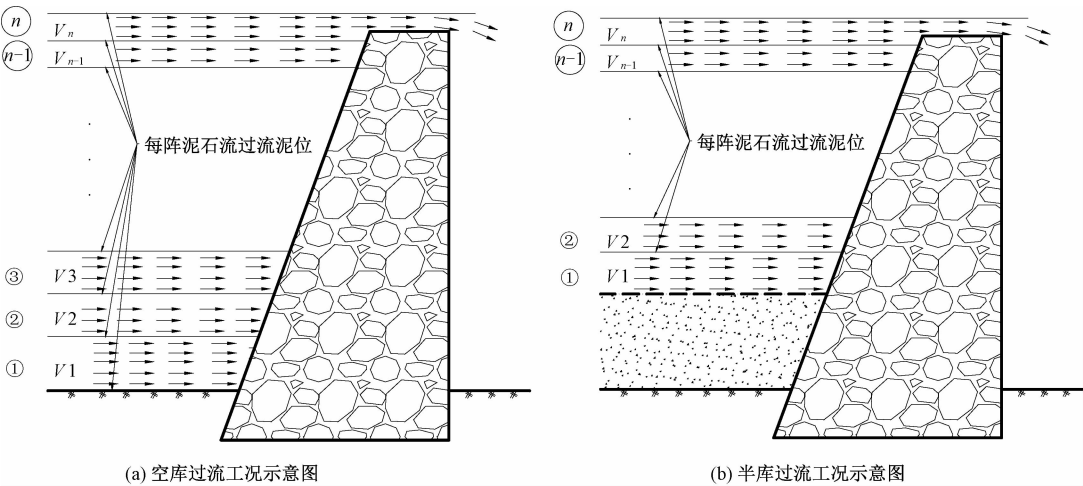 n
Vn
n-1
Vn-1
每阵泥石流过流泥位
③
V3
②
V2
①
V1
(a) 空库过流工况示意图
n
Vn
n-1
Vn-1
每阵泥石流过流泥位
②
V2
①
V1
(b) 半库过流工况示意图